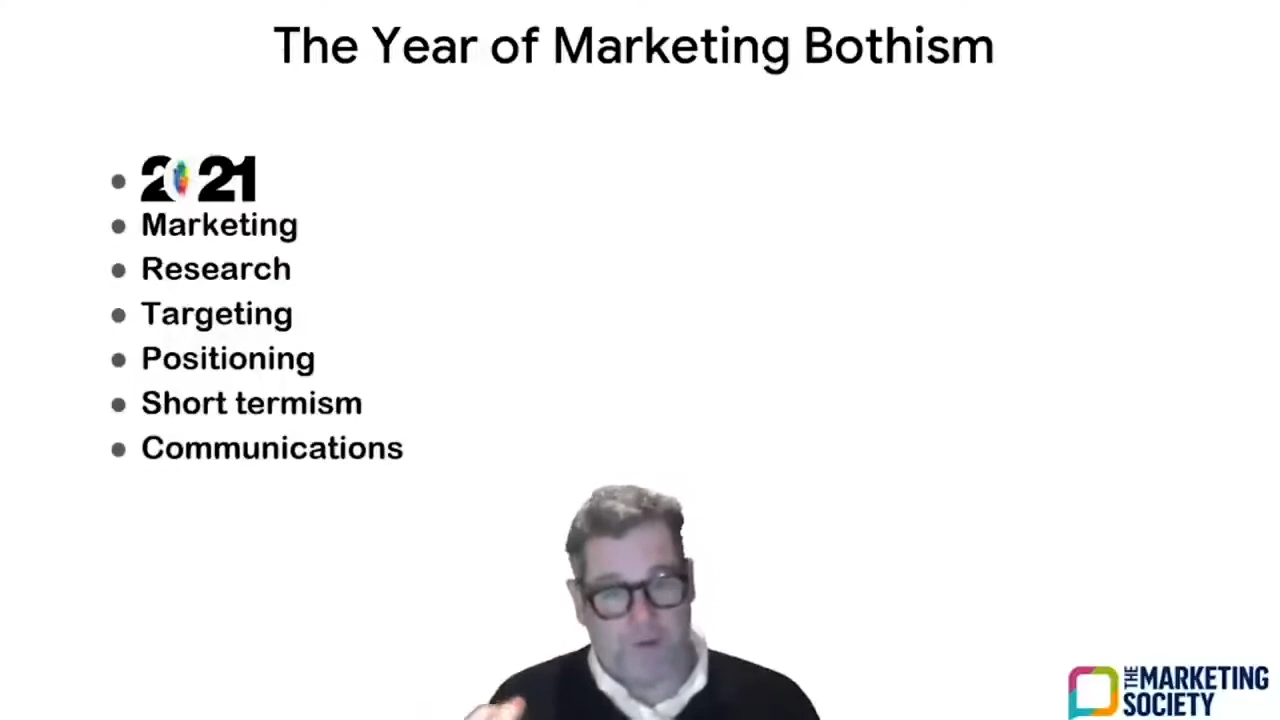 The Year of Marketing Bothism
2021
Marketing
Research
Targeting
Positioning
Short termism
Communications
THE MARKETING
SOCIETY